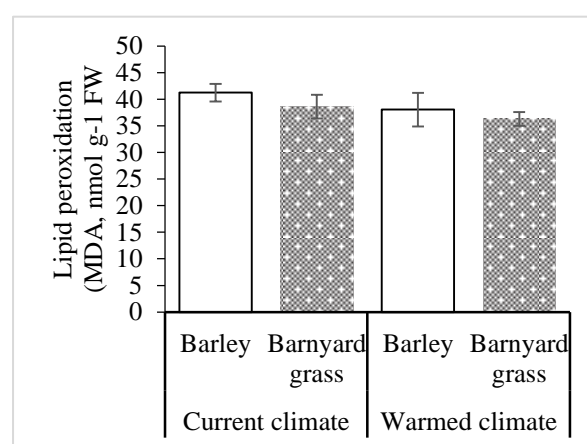 Lipid peroxidation
(MDA, nmol g-1 FW
50
45
40
35
30
25
20
15
10
5
0
Barley
Barnyard
grass
Barley
Barnyard
grass
Current climate
Warmed climate